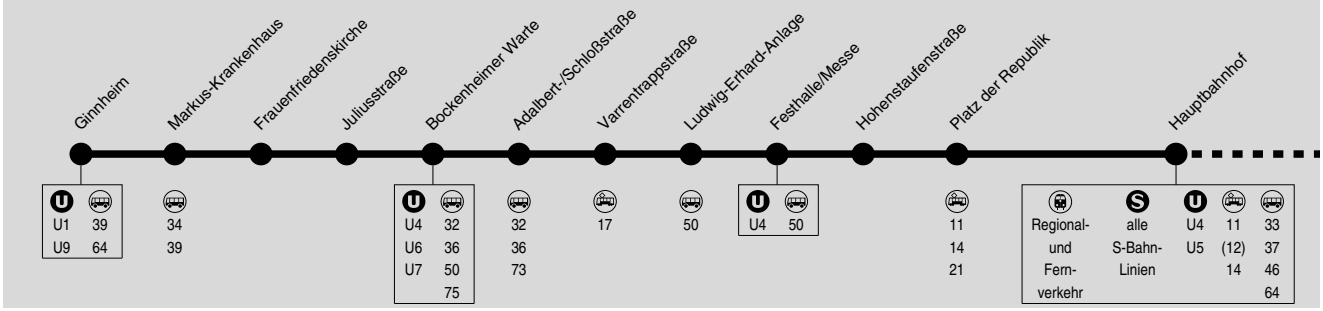 Ginnheim
Markus-Krankenhaus
Frauenfriedenskirche
Juliusstraße
Bockenheimer Warte
Adalbert-/Schloßstraße
Varrentrappstraße
Ludwig-Erhard-Anlage
Festhalle/Messe
Hohenstaufenstraße
Platz der Republik
Hauptbahnhof
U
U1 39
U9 64
34
39
U
U4 32
U6 36
U7 50
75
32
36
73
17
50
U
U4 50
11
14
21
S U
Regional- alle U4 11 33
und S-Bahn- U5 (12) 37
Fern- Linien 14 46
verkehr 64